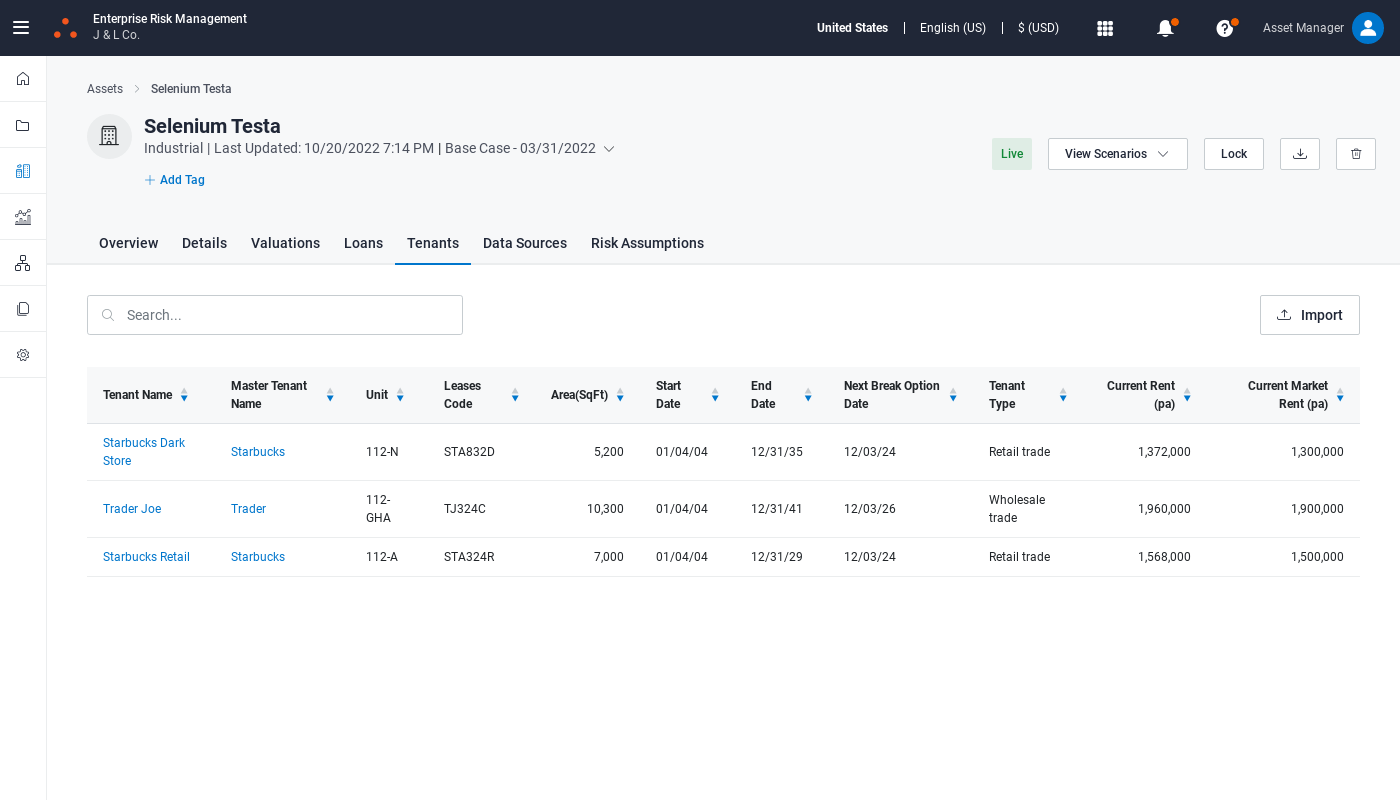 Enterprise Risk Management
J & L Co.
United States | English (US) | $ (USD)
Asset Manager
Assets > Selenium Testa
Selenium Testa
Industrial | Last Updated: 10/20/2022 7:14 PM | Base Case - 03/31/2022
Add Tag
Live
View Scenarios
Lock
Overview Details Valuations Loans Tenants Data Sources Risk Assumptions
Search...
Import
Tenant Name Master Tenant Name Unit Leases Code Area(SqFt) Start Date End Date Next Break Option Date Tenant Type Current Rent (pa) Current Market Rent (pa)
Starbucks Dark Store Starbucks 112-N STA832D 5,200 01/04/04 12/31/35 12/03/24 Retail trade 1,372,000 1,300,000
Trader Joe Trader 112-GHA TJ324C 10,300 01/04/04 12/31/41 12/03/26 Wholesale trade 1,960,000 1,900,000
Starbucks Retail Starbucks 112-A STA324R 7,000 01/04/04 12/31/29 12/03/24 Retail trade 1,568,000 1,500,000